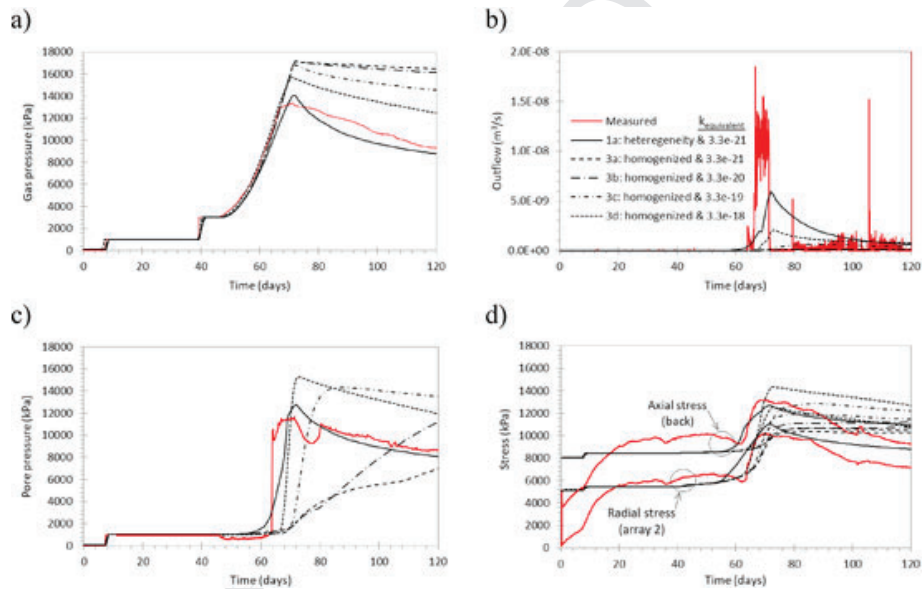 a)
18000
16000
14000
12000
10000
8000
6000
4000
2000
0
Gas pressure (kPa)
0 20 40 60 80 100 120
Time (days)
b)
2.0E-08
1.5E-08
1.0E-08
5.0E-09
0.0E+00
Outflow (m³/s)
Measured
kequivalent
1a: heteregeneity & 3.3e-21
3a: homogenized & 3.3e-21
3b: homogenized & 3.3e-20
3c: homogenized & 3.3e-19
3d: homogenized & 3.3e-18
0 20 40 60 80 100 120
Time (days)
c)
18000
16000
14000
12000
10000
8000
6000
4000
2000
0
Pore pressure (kPa)
0 20 40 60 80 100 120
Time (days)
d)
18000
16000
14000
12000
10000
8000
6000
4000
2000
0
Stress (kPa)
Axial stress
(back)
Radial stress
(array 2)
0 20 40 60 80 100 120
Time (days)